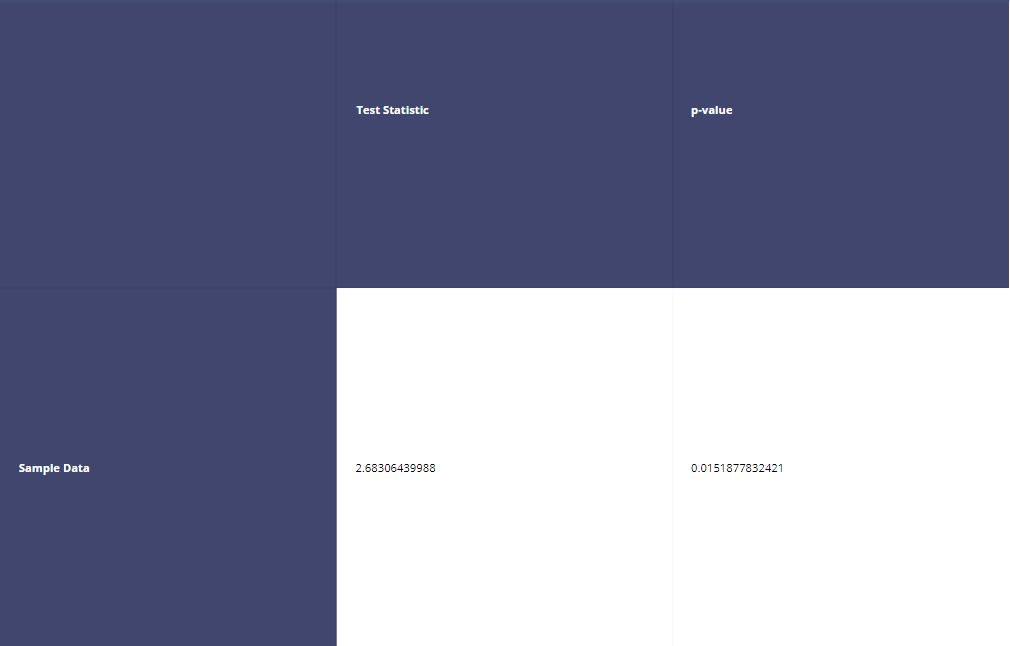 Test Statistic
p-value
Sample Data
2.68306439988
0.0151877832421